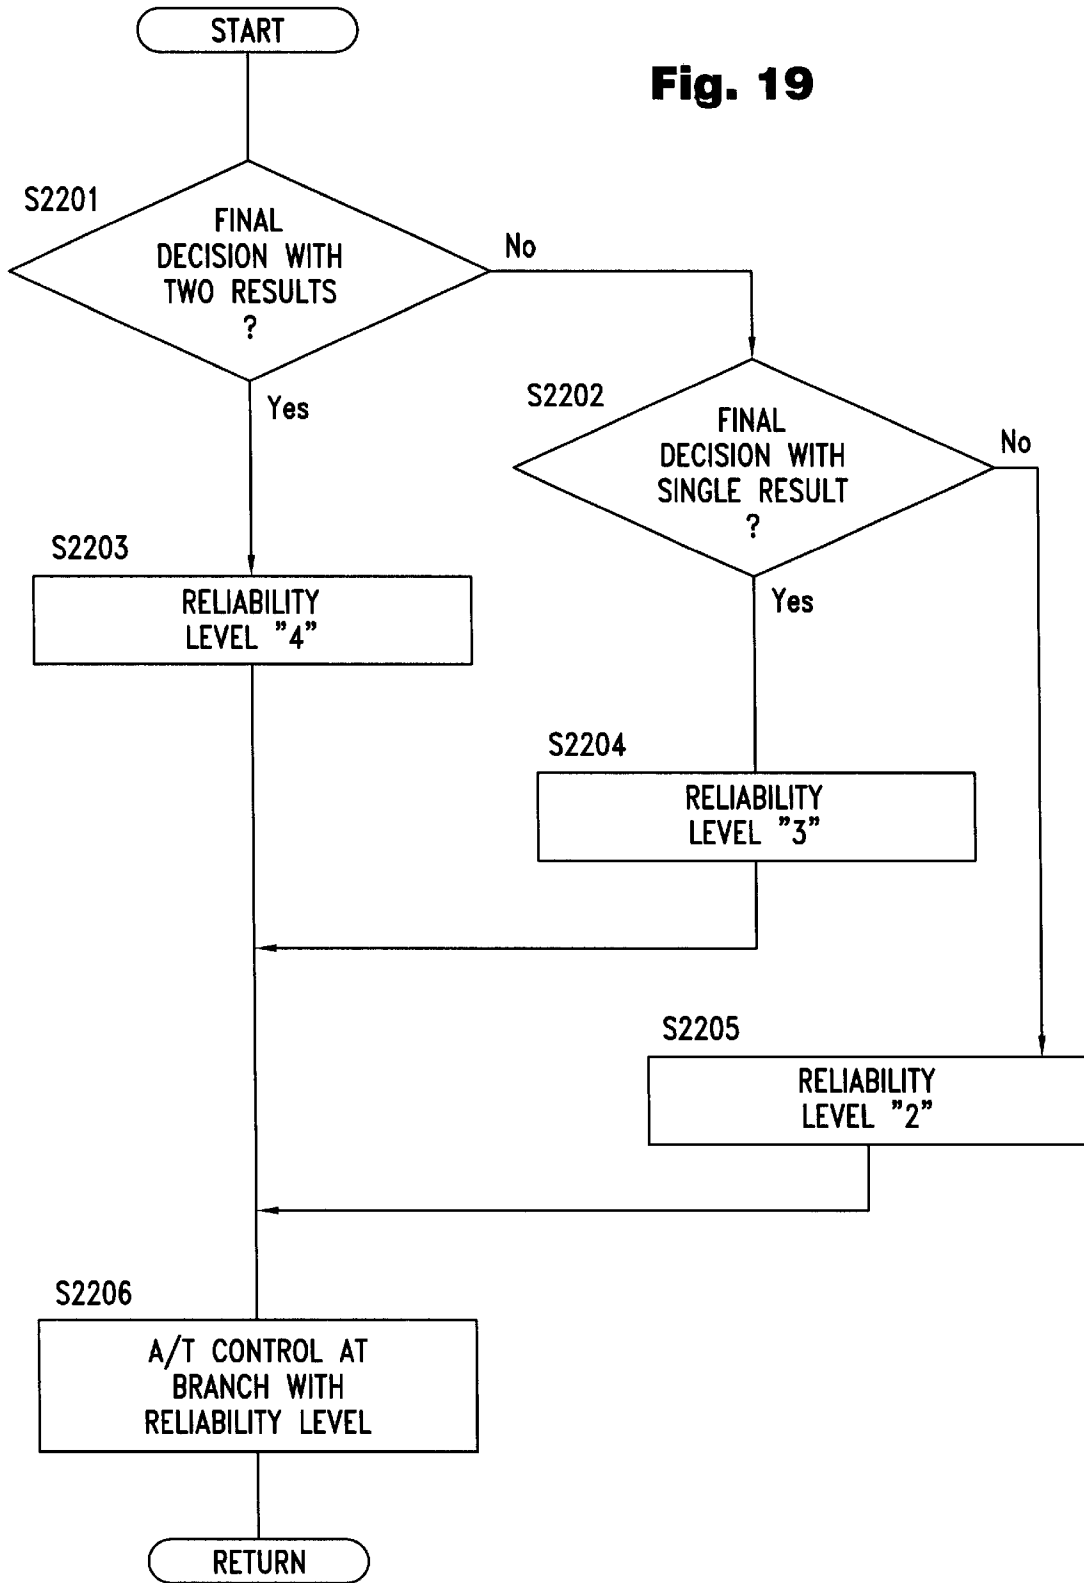 START
Fig. 19
S2201
FINAL
DECISION WITH
TWO RESULTS
?
No
Yes
S2202
FINAL
DECISION WITH
SINGLE RESULT
?
No
Yes
S2203
RELIABILITY
LEVEL "4"
S2204
RELIABILITY
LEVEL "3"
S2205
RELIABILITY
LEVEL "2"
S2206
A/T CONTROL AT
BRANCH WITH
RELIABILITY LEVEL
RETURN